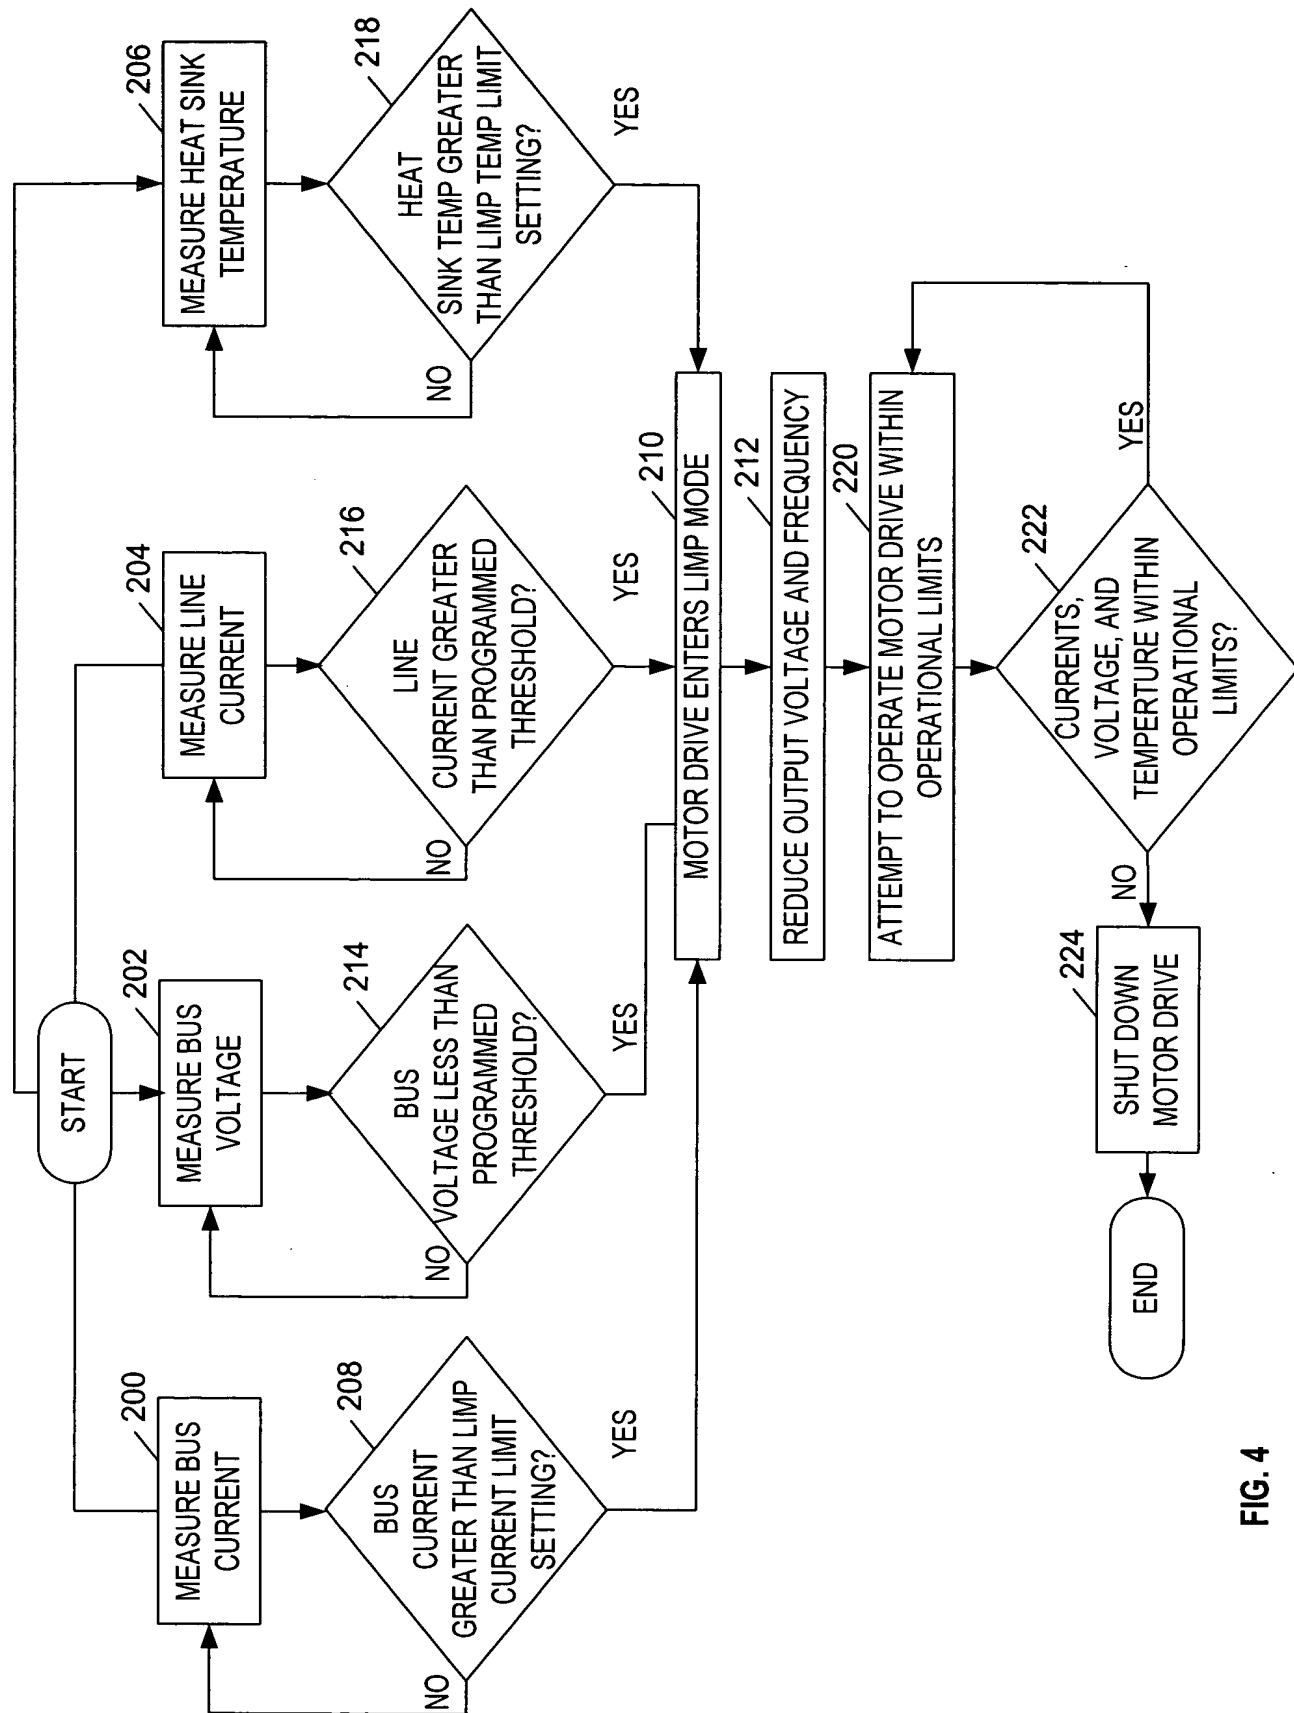 START
200
MEASURE BUS
CURRENT
202
MEASURE BUS
VOLTAGE
204
MEASURE LINE
CURRENT
206
MEASURE HEAT SINK
TEMPERATURE
208
BUS
CURRENT
GREATER THAN LIMP
CURRENT LIMIT
SETTING?
NO
YES
214
BUS
VOLTAGE LESS THAN
PROGRAMMED
THRESHOLD?
NO
YES
216
LINE
CURRENT GREATER
THAN PROGRAMMED
THRESHOLD?
NO
YES
218
HEAT
SINK TEMP GREATER
THAN LIMP TEMP LIMIT
SETTING?
NO
YES
210
MOTOR DRIVE ENTERS LIMP MODE
212
REDUCE OUTPUT VOLTAGE AND FREQUENCY
220
ATTEMPT TO OPERATE MOTOR DRIVE WITHIN
OPERATIONAL LIMITS
222
CURRENTS,
VOLTAGE, AND
TEMPERTURE WITHIN
OPERATIONAL
LIMITS?
YES
NO
224
SHUT DOWN
MOTOR DRIVE
END
FIG. 4